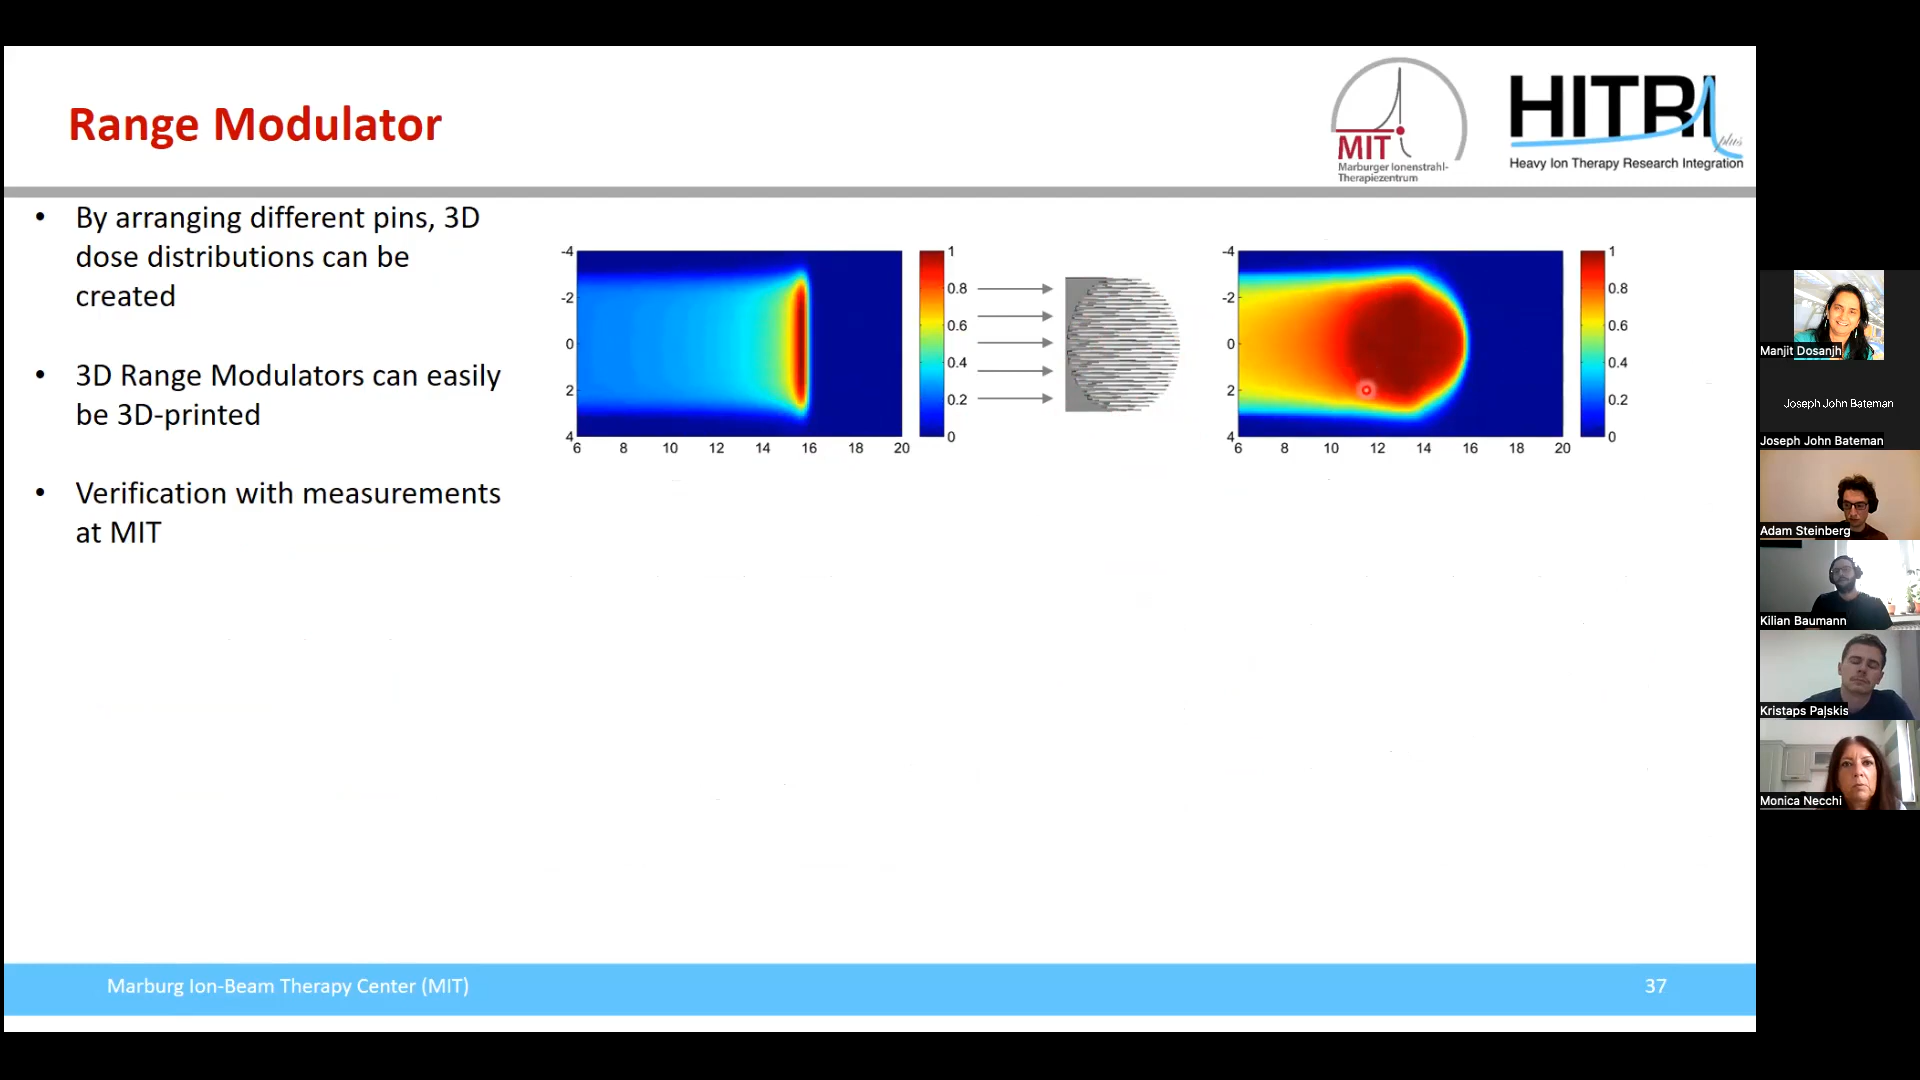 Range Modulator
MIT
Marburger Ionenstrahl-
Therapiezentrum
HITRI
plus
Heavy Ion Therapy Research Integration
• By arranging different pins, 3D
dose distributions can be
created
• 3D Range Modulators can easily
be 3D-printed
• Verification with measurements
at MIT
-4
-2
0
2
4
6 8 10 12 14 16 18 20
1
0.8
0.6
0.4
0.2
0
-4
-2
0
2
4
6 8 10 12 14 16 18 20
1
0.8
0.6
0.4
0.2
0
Marburg Ion-Beam Therapy Center (MIT)
37
Manjit Dosanjh
Joseph John Bateman
Joseph John Bateman
Adam Steinberg
Kilian Baumann
Kristaps Paļskis
Monica Necchi